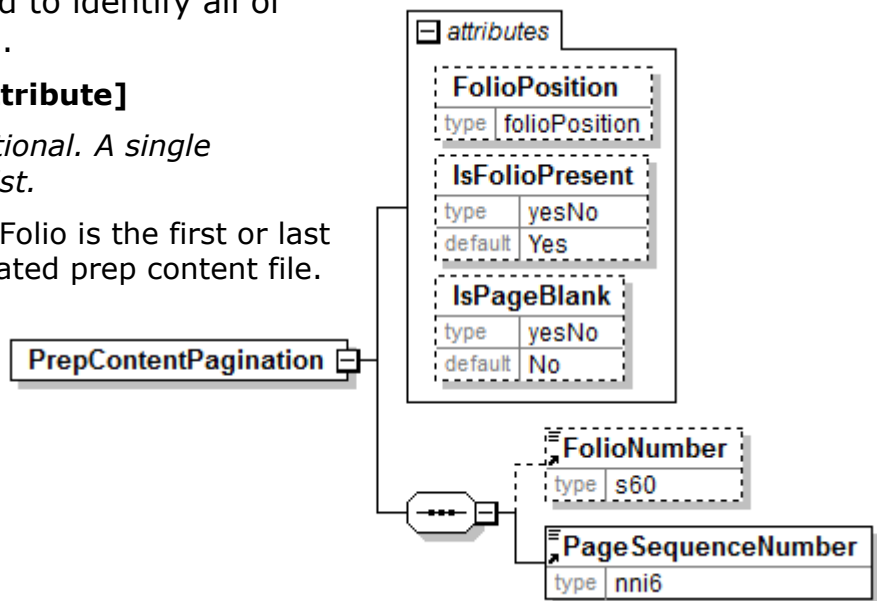 d to identify all of
.
tribute]
tional. A single
st.
Folio is the first or last
ated prep content file.
attributes
FolioPosition
type folioPosition
IsFolioPresent
type yesNo
default Yes
IsPageBlank
type yesNo
default No
PrepContentPagination
FolioNumber
type s60
PageSequenceNumber
type nni6